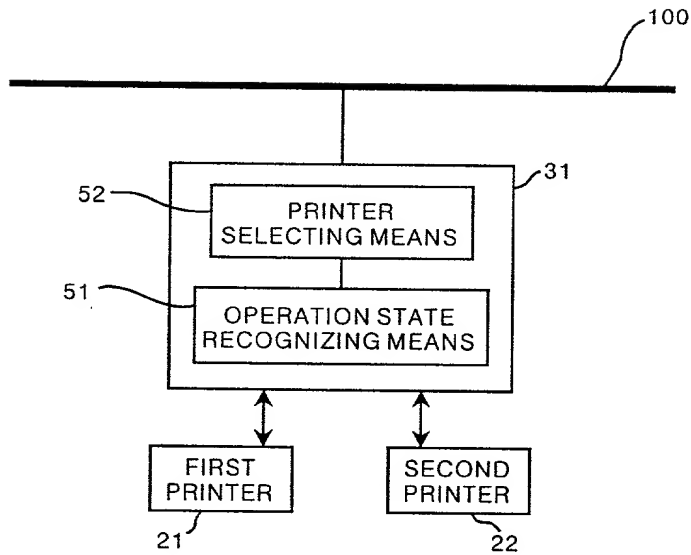 100
31
52
PRINTER
SELECTING MEANS
51
OPERATION STATE
RECOGNIZING MEANS
FIRST
PRINTER
SECOND
PRINTER
21
22